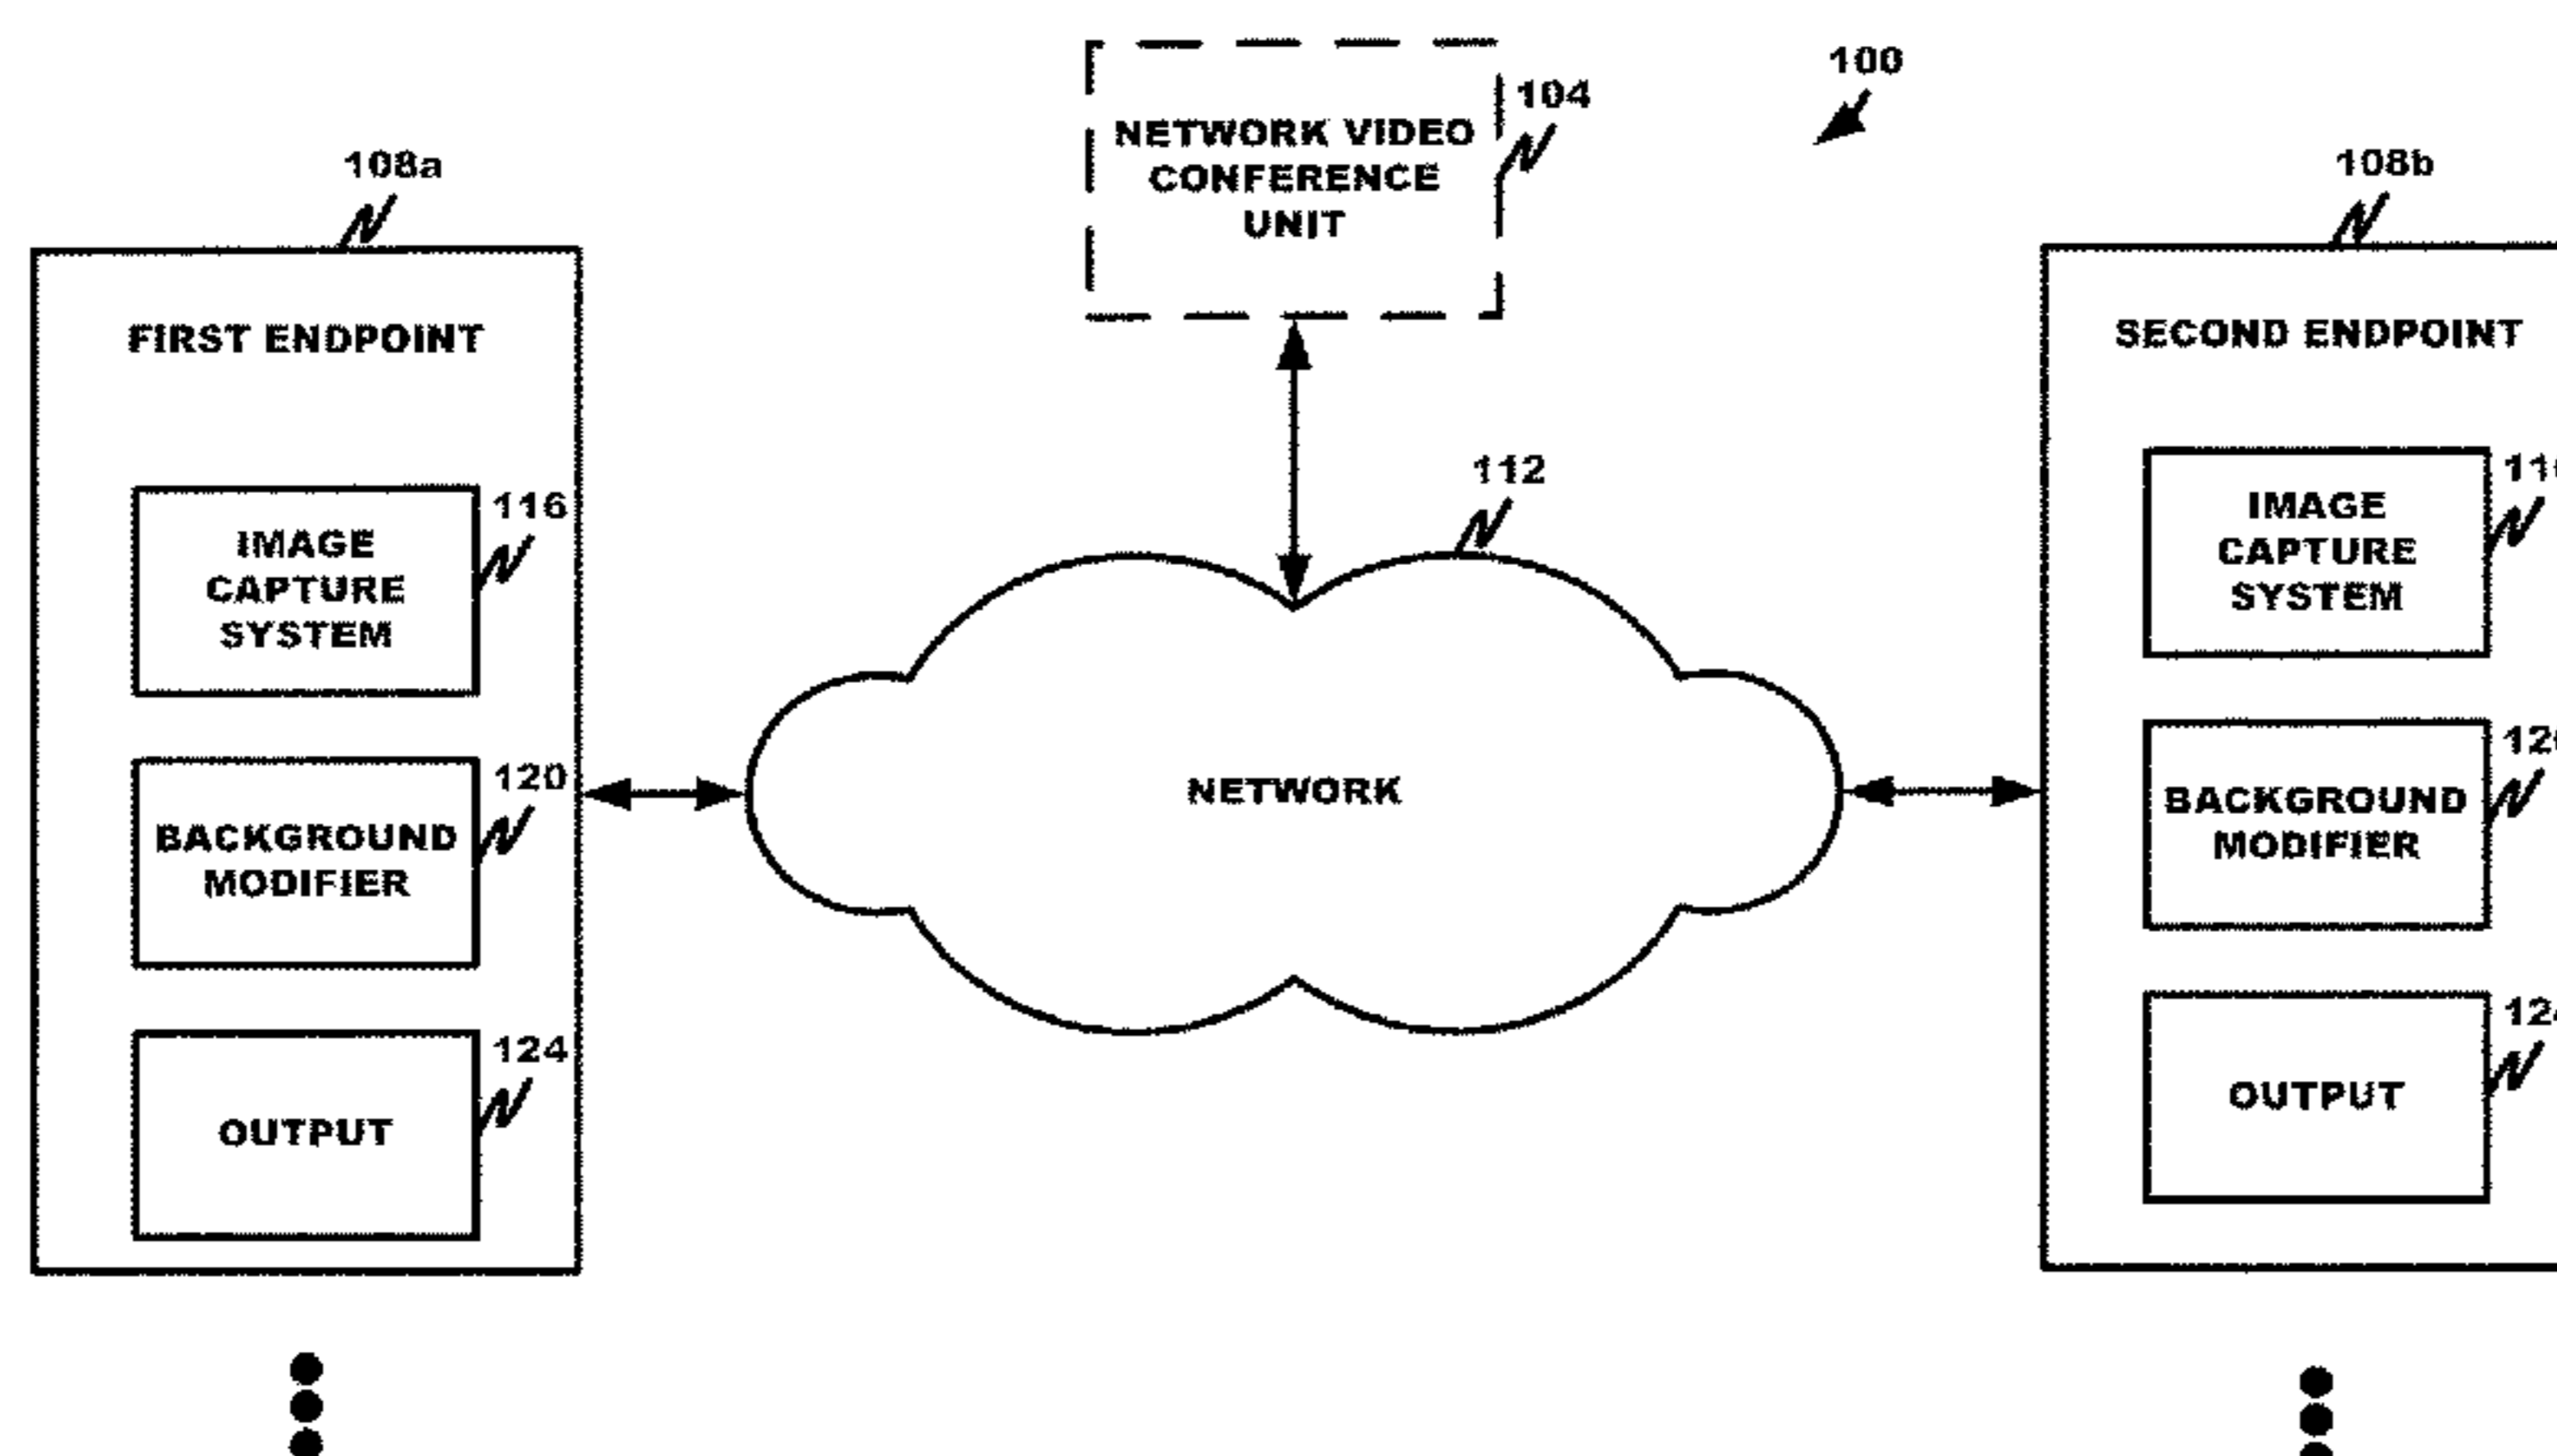 100
104
NETWORK VIDEO
CONFERENCE
UNIT
108a
FIRST ENDPOINT
116
IMAGE
CAPTURE
SYSTEM
120
BACKGROUND
MODIFIER
124
OUTPUT
112
NETWORK
108b
SECOND ENDPOINT
IMAGE
CAPTURE
SYSTEM
BACKGROUND
MODIFIER
OUTPUT